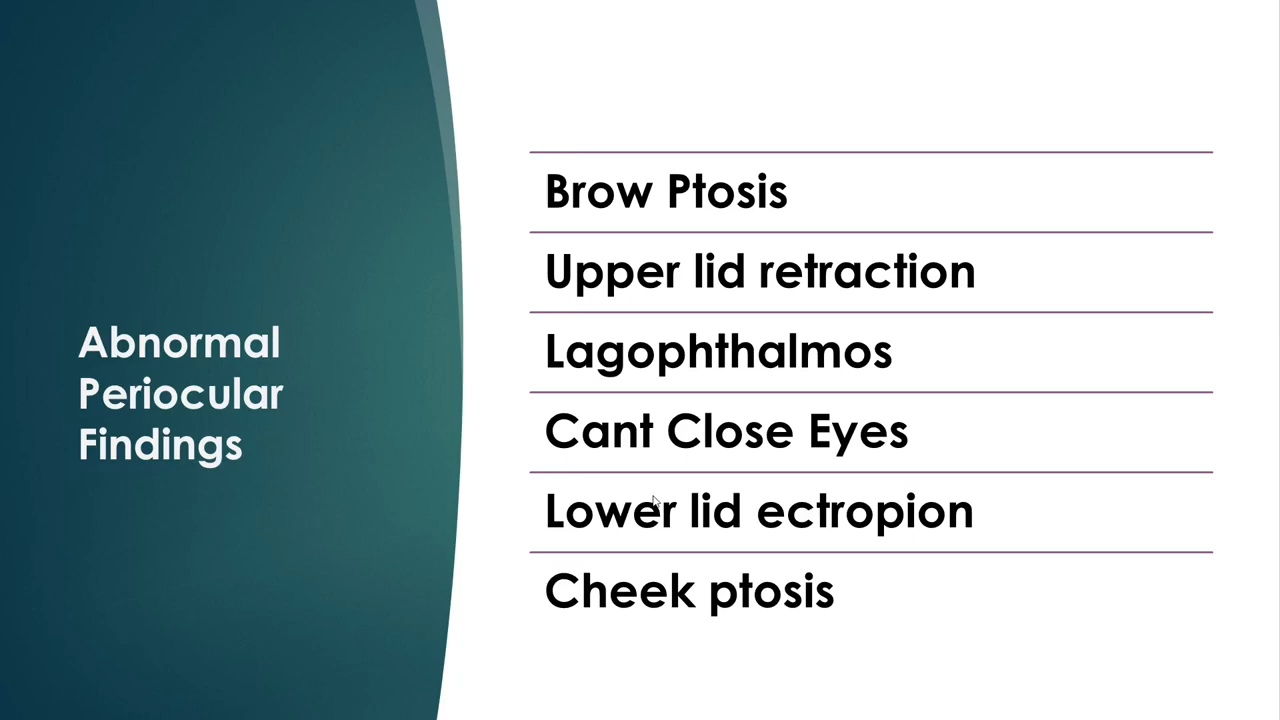 Abnormal
Periocular
Findings
Brow Ptosis
Upper lid retraction
Lagophthalmos
Cant Close Eyes
Lower lid ectropion
Cheek ptosis